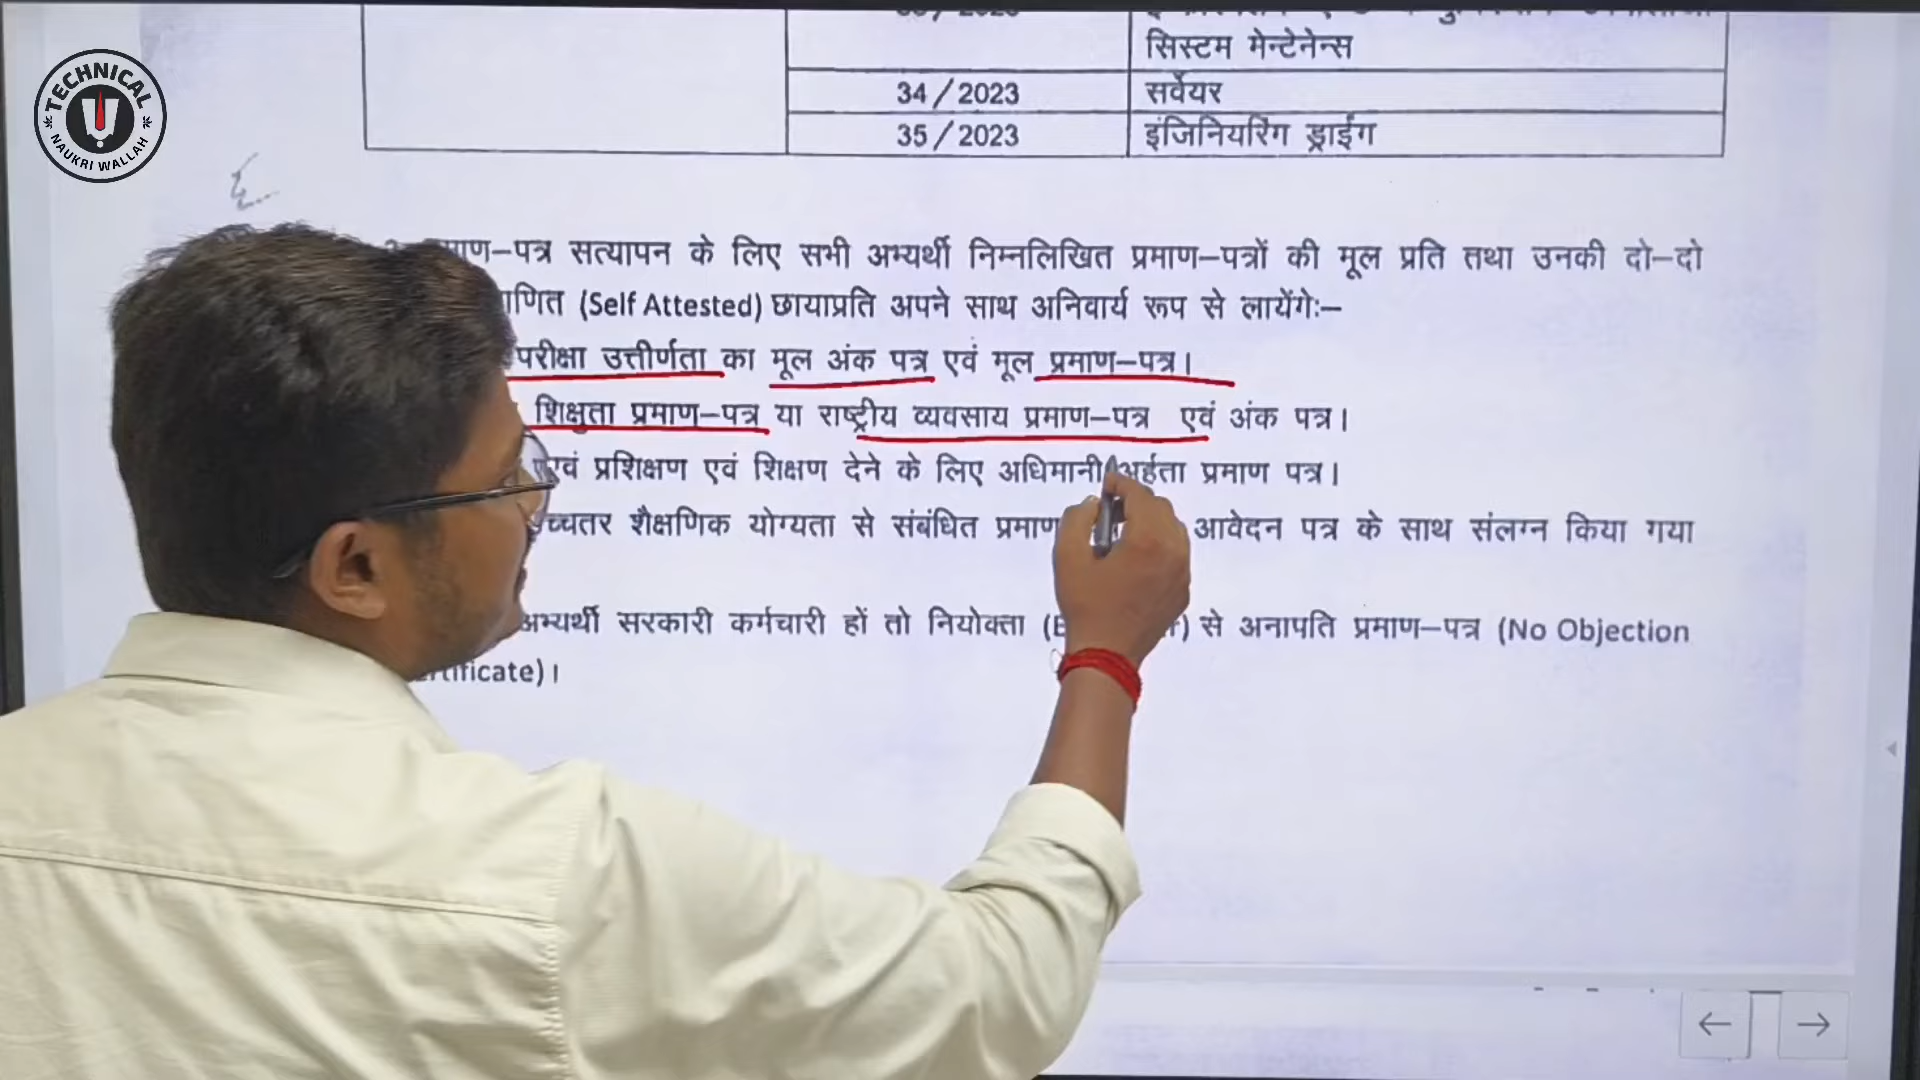 TECHNICAL
NAUKRI WALLAH
सिस्टम मेन्टेनेन्स
34/2023 सर्वेयर
35/2023 इंजिनियरिंग ड्राईंग
–पत्र सत्यापन के लिए सभी अभ्यर्थी निम्नलिखित प्रमाण–पत्रों की मूल प्रति तथा उनकी दो–दो
(Self Attested) छायाप्रति अपने साथ अनिवार्य रूप से लायेंगेः–
परीक्षा उत्तीर्णता का मूल अंक पत्र एवं मूल प्रमाण–पत्र।
शिक्षुता प्रमाण–पत्र या राष्ट्रीय व्यवसाय प्रमाण–पत्र एवं अंक पत्र।
एवं प्रशिक्षण एवं शिक्षण देने के लिए अधिमानी अर्हता प्रमाण पत्र।
शैक्षणिक योग्यता से संबंधित आवेदन पत्र के साथ संलग्न किया गया
अभ्यर्थी सरकारी कर्मचारी हों तो नियोक्ता से अनापति प्रमाण–पत्र (No Objection